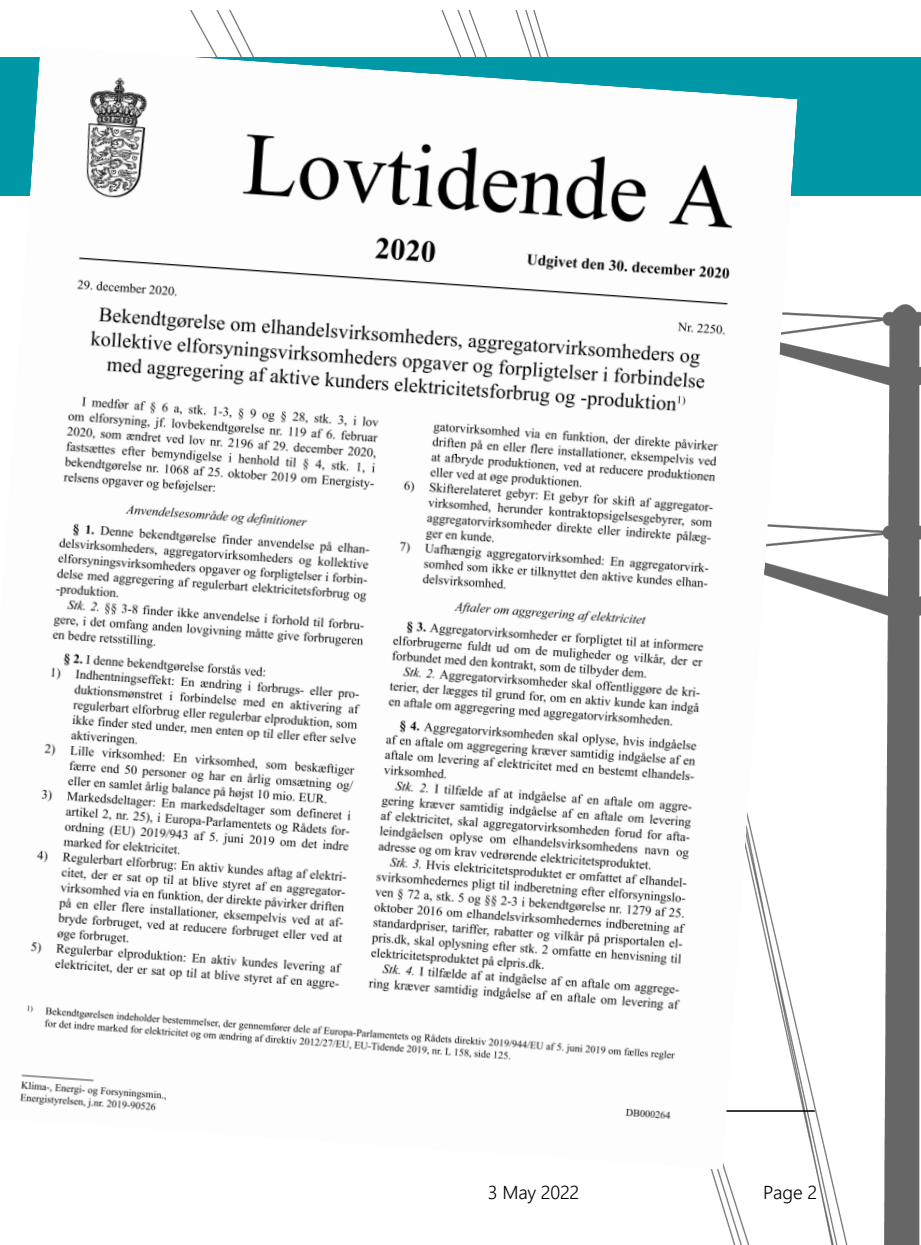 Lovtidende A
2020
Udgivet den 30. december 2020
29. december 2020.
Nr. 2250.
Bekendtgørelse om elhandelsvirksomheders, aggregatorvirksomheders og
kollektive elforsyningsvirksomheders opgaver og forpligtelser i forbindelse
med aggregering af aktive kunders elektricitetsforbrug og -produktion¹⁾
I medfør af § 6 a, stk. 1-3, § 9 og § 28, stk. 3, i lov
om elforsyning, jf. lovbekendtgørelse nr. 119 af 6. februar
2020, som ændret ved lov nr. 2196 af 29. december 2020,
fastsættes efter bemyndigelse i henhold til § 4, stk. 1, i
bekendtgørelse nr. 1068 af 25. oktober 2019 om Energisty-
relsens opgaver og beføjelser:
Anvendelsesområde og definitioner
§ 1. Denne bekendtgørelse finder anvendelse på elhan-
delsvirksomheders, aggregatorvirksomheders og kollektive
elforsyningsvirksomheders opgaver og forpligtelser i forbin-
delse med aggregering af regulerbart elektricitetsforbrug og
-produktion.
Stk. 2. §§ 3-8 finder ikke anvendelse i forhold til forbru-
gere, i det omfang anden lovgivning måtte give forbrugeren
en bedre retsstilling.
§ 2. I denne bekendtgørelse forstås ved:
1) Indhentningseffekt: En ændring i forbrugs- eller pro-
duktionsmønstret i forbindelse med en aktivering af
regulerbart elforbrug eller regulerbar elproduktion, som
ikke finder sted under, men enten op til eller efter selve
aktiveringen.
2) Lille virksomhed: En virksomhed, som beskæftiger
færre end 50 personer og har en årlig omsætning og/
eller en samlet årlig balance på højst 10 mio. EUR.
3) Markedsdeltager: En markedsdeltager som defineret i
artikel 2, nr. 25), i Europa-Parlamentets og Rådets for-
ordning (EU) 2019/943 af 5. juni 2019 om det indre
marked for elektricitet.
4) Regulerbart elforbrug: En aktiv kundes aftag af elektri-
citet, der er sat op til at blive styret af en aggregator-
virksomhed via en funktion, der direkte påvirker driften
på en eller flere installationer, eksempelvis ved at af-
bryde forbruget, ved at reducere forbruget eller ved at
øge forbruget.
5) Regulerbar elproduktion: En aktiv kundes levering af
elektricitet, der er sat op til at blive styret af en aggre-
gatorvirksomhed via en funktion, der direkte påvirker
driften på en eller flere installationer, eksempelvis ved
at afbryde produktionen, ved at reducere produktionen
eller ved at øge produktionen.
6) Skifterelateret gebyr: Et gebyr for skift af aggregator-
virksomhed, herunder kontraktopsigelsesgebyrer, som
aggregatorvirksomheder direkte eller indirekte pålæg-
ger en kunde.
7) Uafhængig aggregatorvirksomhed: En aggregatorvirk-
somhed som ikke er tilknyttet den aktive kundes elhan-
delsvirksomhed.
Aftaler om aggregering af elektricitet
§ 3. Aggregatorvirksomheder er forpligtet til at informere
elforbrugerne fuldt ud om de muligheder og vilkår, der er
forbundet med den kontrakt, som de tilbyder dem.
Stk. 2. Aggregatorvirksomheder skal offentliggøre de kri-
terier, der lægges til grund for, om en aktiv kunde kan indgå
en aftale om aggregering med aggregatorvirksomheden.
§ 4. Aggregatorvirksomheden skal oplyse, hvis indgåelse
af en aftale om aggregering kræver samtidig indgåelse af en
aftale om levering af elektricitet med en bestemt elhandels-
virksomhed.
Stk. 2. I tilfælde af at indgåelse af en aftale om aggre-
gering kræver samtidig indgåelse af en aftale om levering
af elektricitet, skal aggregatorvirksomheden forud for afta-
leindgåelsen oplyse om elhandelsvirksomhedens navn og
adresse og om krav vedrørende elektricitetsproduktet.
Stk. 3. Hvis elektricitetsproduktet er omfattet af elhandel-
svirksomhedernes pligt til indberetning efter elforsyningslo-
ven § 72 a, stk. 5 og §§ 2-3 i bekendtgørelse nr. 1279 af 25.
oktober 2016 om elhandelsvirksomhedernes indberetning af
standardpriser, tariffer, rabatter og vilkår på prisportalen el-
pris.dk, skal oplysning efter stk. 2 omfatte en henvisning til
elektricitetsproduktet på elpris.dk.
Stk. 4. I tilfælde af at indgåelse af en aftale om aggrege-
ring kræver samtidig indgåelse af en aftale om levering af
¹⁾ Bekendtgørelsen indeholder bestemmelser, der gennemfører dele af Europa-Parlamentets og Rådets direktiv 2019/944/EU af 5. juni 2019 om fælles regler
for det indre marked for elektricitet og om ændring af direktiv 2012/27/EU, EU-Tidende 2019, nr. L 158, side 125.
Klima-, Energi- og Forsyningsmin.,
Energistyrelsen, j.nr. 2019-90526
DB000264
3 May 2022
Page 2